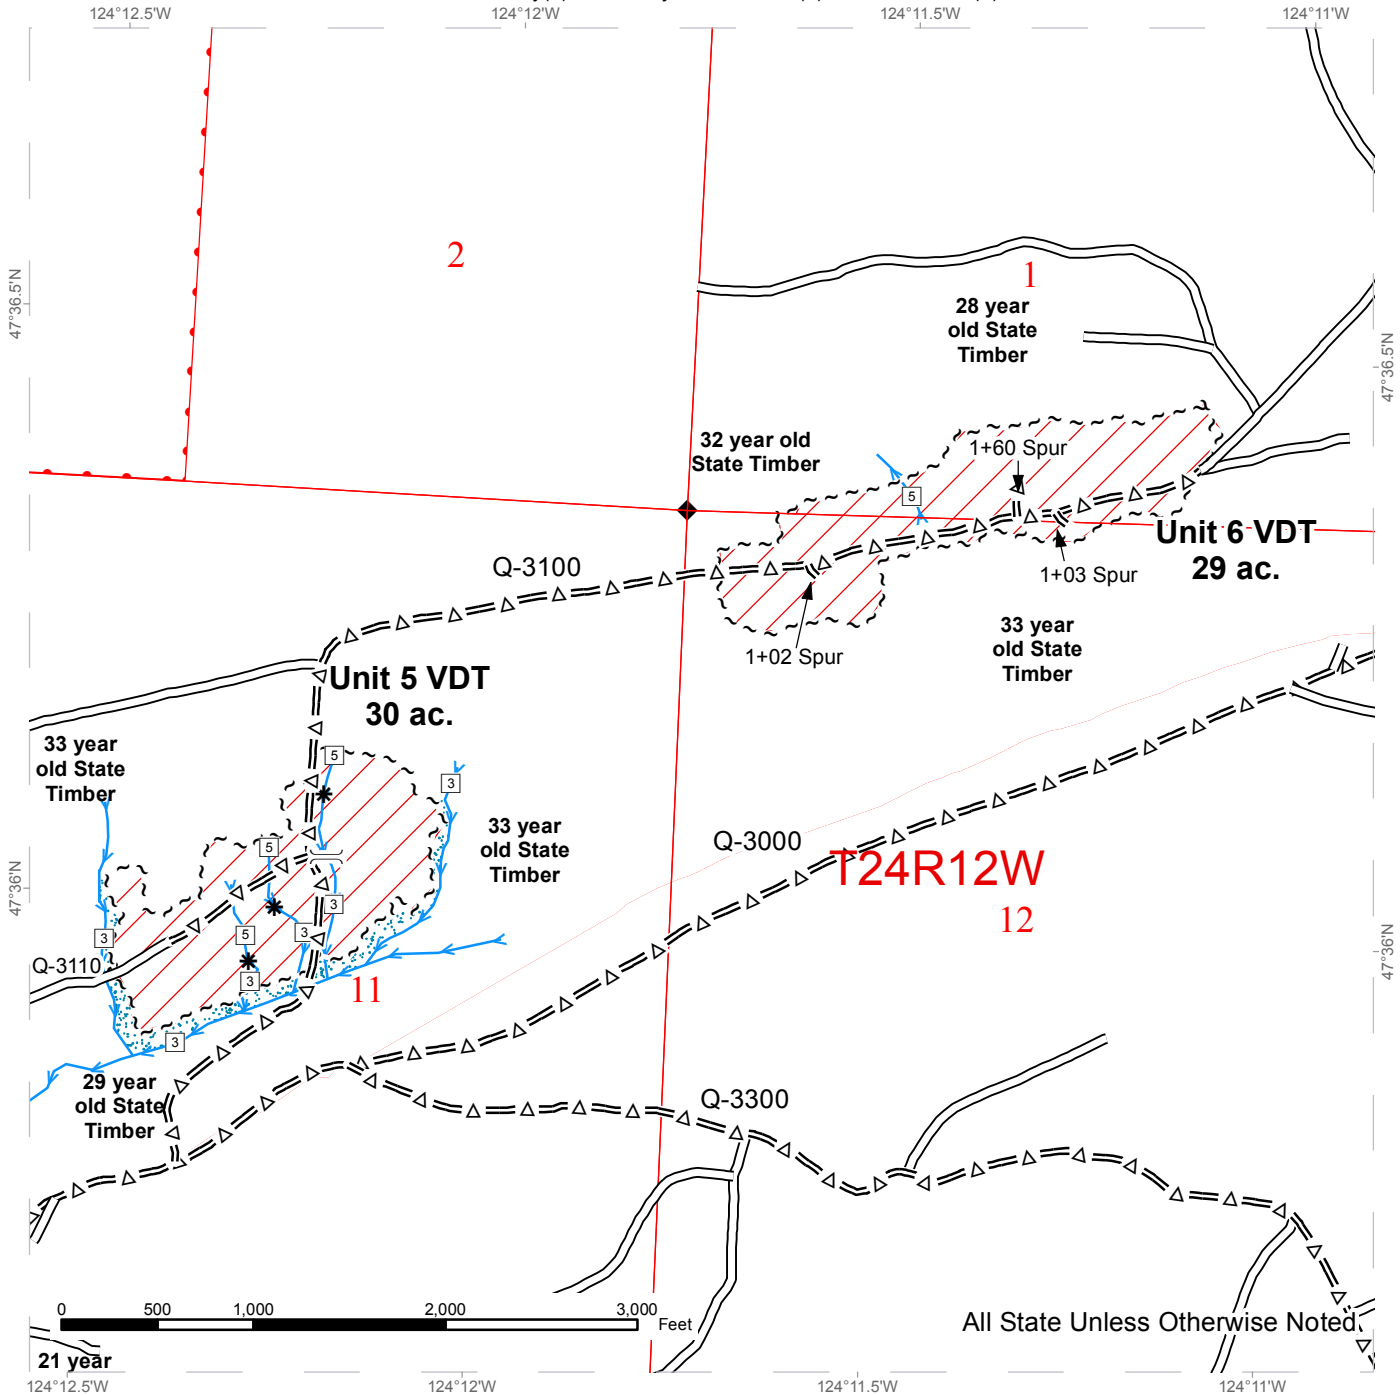 124°12.5'W
124°12'W
124°11.5'W
124°11'W
2
1
47°36.5'N
28 year
old State
Timber
47°36.5'N
32 year old
State Timber
1+60 Spur
5
Unit 6 VDT
29 ac.
Q-3100
1+03 Spur
33 year
old State
Timber
1+02 Spur
Unit 5 VDT
30 ac.
33 year
old State
Timber
5
3
33 year
old State
Timber
Q-3000
T24R12W
12
5
47°36'N
3
5
3
3
Q-3110
3
11
47°36'N
3
29 year
old State
Timber
Q-3300
0
500
1,000
2,000
3,000
Feet
All State Unless Otherwise Noted
21 year
124°12.5'W
124°12'W
124°11.5'W
124°11'W